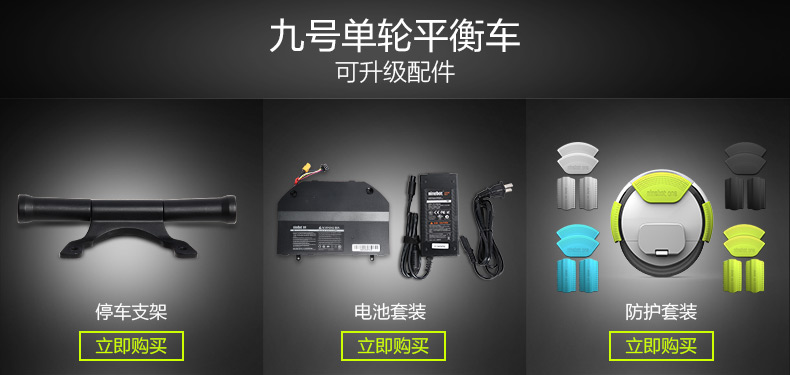 九号单轮平衡车
可升级配件
ninebot
停车支架
电池套装
防护套装
立即购买
立即购买
立即购买